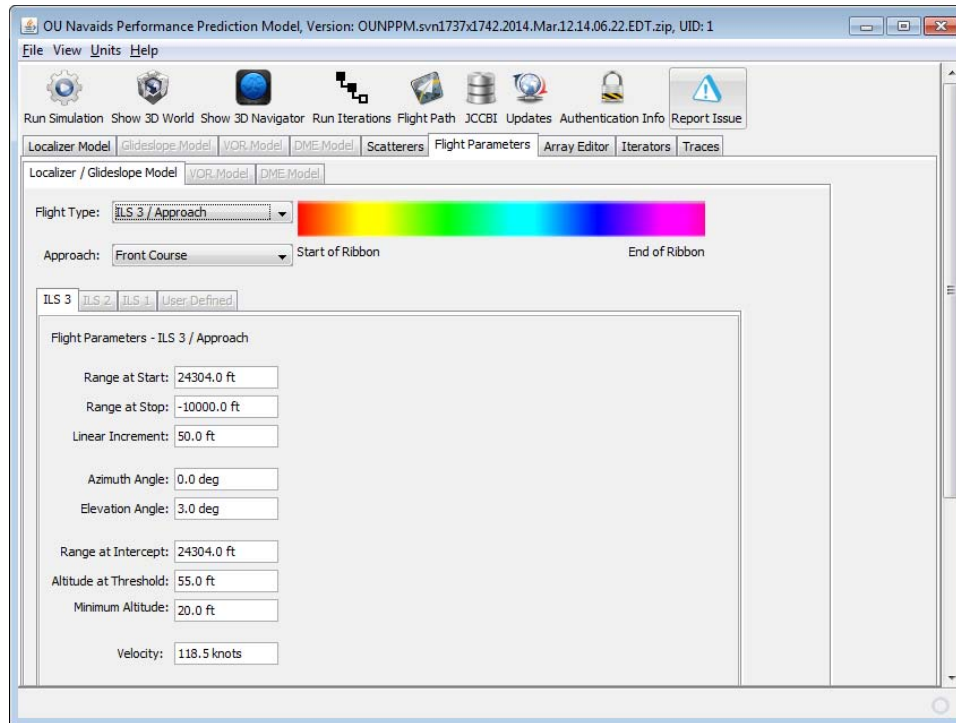 OU Navaids Performance Prediction Model, Version: OUNPPM.svn1737x1742.2014.Mar.12.14.06.22.EDT.zip, UID: 1
File View Units Help
Run Simulation Show 3D World Show 3D Navigator Run Iterations Flight Path JCCBI Updates Authentication Info Report Issue
Localizer Model Glideslope Model VOR Model DME Model Scatterers Flight Parameters Array Editor Iterators Traces
Localizer / Glideslope Model VOR Model DME Model
Flight Type: ILS 3 / Approach
Approach: Front Course Start of Ribbon End of Ribbon
ILS 3 ILS 2 ILS 1 User Defined
Flight Parameters - ILS 3 / Approach
Range at Start: 24304.0 ft
Range at Stop: -10000.0 ft
Linear Increment: 50.0 ft
Azimuth Angle: 0.0 deg
Elevation Angle: 3.0 deg
Range at Intercept: 24304.0 ft
Altitude at Threshold: 55.0 ft
Minimum Altitude: 20.0 ft
Velocity: 118.5 knots